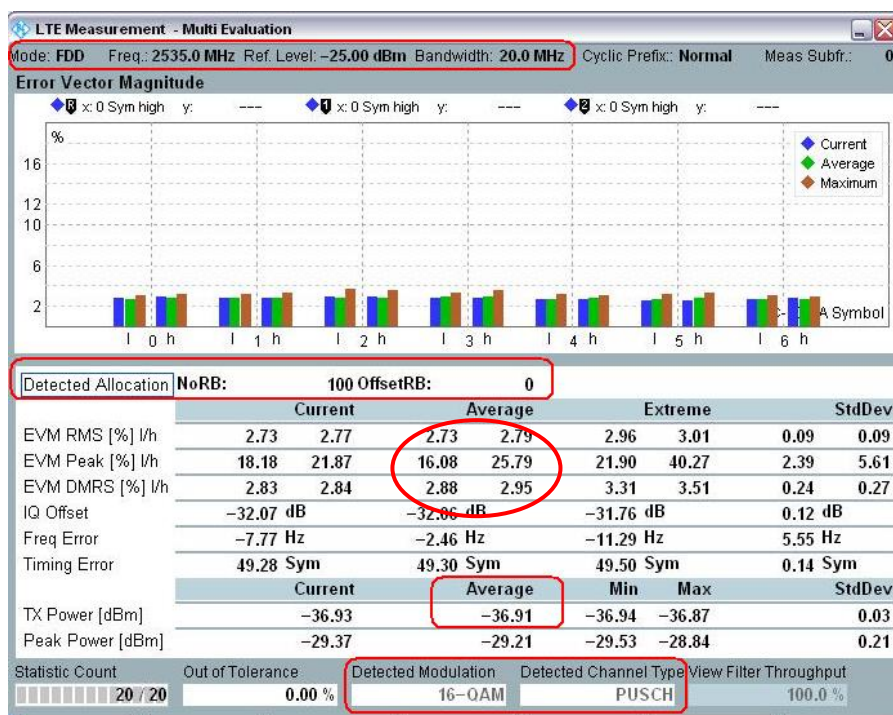 LTE Measurement - Multi Evaluation
Mode: FDD Freq.: 2535.0 MHz Ref. Level: −25.00 dBm Bandwidth: 20.0 MHz Cyclic Prefix:: Normal Meas Subfr.: 0
Error Vector Magnitude
R x: 0 Sym high y: --- 1 x: 0 Sym high y: --- 2 x: 0 Sym high y: ---
%
Current
16
Average
Maximum
12
10
6
2
A Symbol
l 0 h l 1 h l 2 h l 3 h l 4 h l 5 h l 6 h
Detected Allocation NoRB: 100 OffsetRB: 0
Current Average Extreme StdDev
EVM RMS [%] l/h 2.73 2.77 2.73 2.79 2.96 3.01 0.09 0.09
EVM Peak [%] l/h 18.18 21.87 16.08 25.79 21.90 40.27 2.39 5.61
EVM DMRS [%] l/h 2.83 2.84 2.88 2.95 3.31 3.51 0.24 0.27
IQ Offset −32.07 dB −32.06 dB −31.76 dB 0.12 dB
Freq Error −7.77 Hz −2.46 Hz −11.29 Hz 5.55 Hz
Timing Error 49.28 Sym 49.30 Sym 49.50 Sym 0.14 Sym
Current Average Min Max StdDev
TX Power [dBm] −36.93 −36.91 −36.94 −36.87 0.03
Peak Power [dBm] −29.37 −29.21 −29.53 −28.84 0.21
Statistic Count Out of Tolerance Detected Modulation Detected Channel Type View Filter Throughput
20 / 20 0.00 % 16−QAM PUSCH 100.0 %